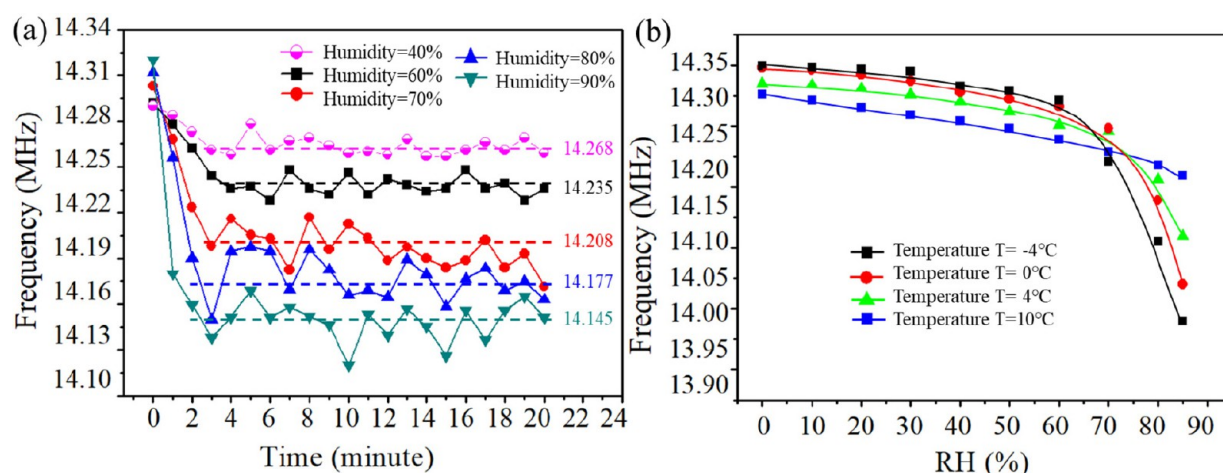 (a)
14.34
14.31
14.28
14.25
14.22
14.19
14.16
14.13
14.10
Frequency (MHz)
Humidity=40%
Humidity=60%
Humidity=70%
Humidity=80%
Humidity=90%
14.268
14.235
14.208
14.177
14.145
0 2 4 6 8 10 12 14 16 18 20 22 24
Time (minute)
(b)
14.35
14.30
14.25
14.20
14.15
14.10
14.05
14.00
13.95
13.90
Frequency (MHz)
Temperature T= -4°C
Temperature T= 0°C
Temperature T= 4°C
Temperature T=10°C
0 10 20 30 40 50 60 70 80 90
RH (%)